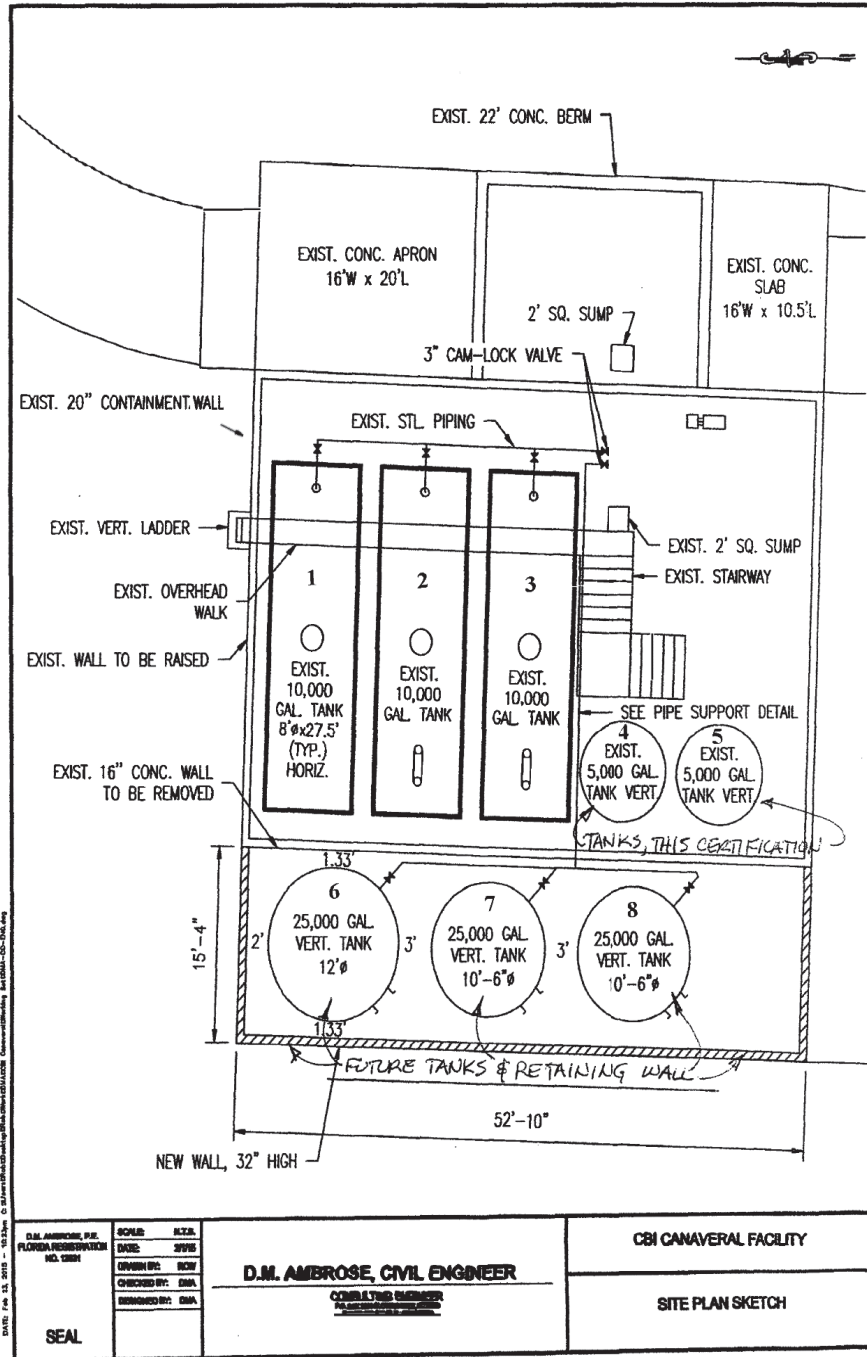 EXIST. 22' CONC. BERM
EXIST. CONC. APRON
16'W x 20'L
EXIST. CONC.
SLAB
16'W x 10.5'L
2' SQ. SUMP
3" CAM-LOCK VALVE
EXIST. 20" CONTAINMENT WALL
EXIST. STL. PIPING
EXIST. VERT. LADDER
EXIST. 2' SQ. SUMP
EXIST. STAIRWAY
EXIST. OVERHEAD
WALK
1
2
3
EXIST. WALL TO BE RAISED
EXIST.
10,000
GAL. TANK
8'øx27.5'
(TYP.)
HORIZ.
EXIST.
10,000
GAL. TANK
EXIST.
10,000
GAL. TANK
SEE PIPE SUPPORT DETAIL
4
EXIST.
5,000 GAL.
TANK VERT.
5
EXIST.
5,000 GAL.
TANK VERT.
EXIST. 16" CONC. WALL
TO BE REMOVED
TANKS, THIS CERTIFICATION
1.33'
15'-4"
2'
6
25,000 GAL.
VERT. TANK
12'ø
3'
7
25,000 GAL.
VERT. TANK
10'-6"ø
3'
8
25,000 GAL.
VERT. TANK
10'-6"ø
1.33'
FUTURE TANKS & RETAINING WALL
52'-10"
NEW WALL, 32" HIGH
D.M. AMBROSE, P.E.
FLORIDA REGISTRATION
SEAL
SCALE: N.T.S.
DATE:
DRAWN BY:
CHECKED BY: DMA
DESIGNED BY: DMA
D.M. AMBROSE, CIVIL ENGINEER
CONSULTING ENGINEER
CBI CANAVERAL FACILITY
SITE PLAN SKETCH
DATE: Feb 13, 2015